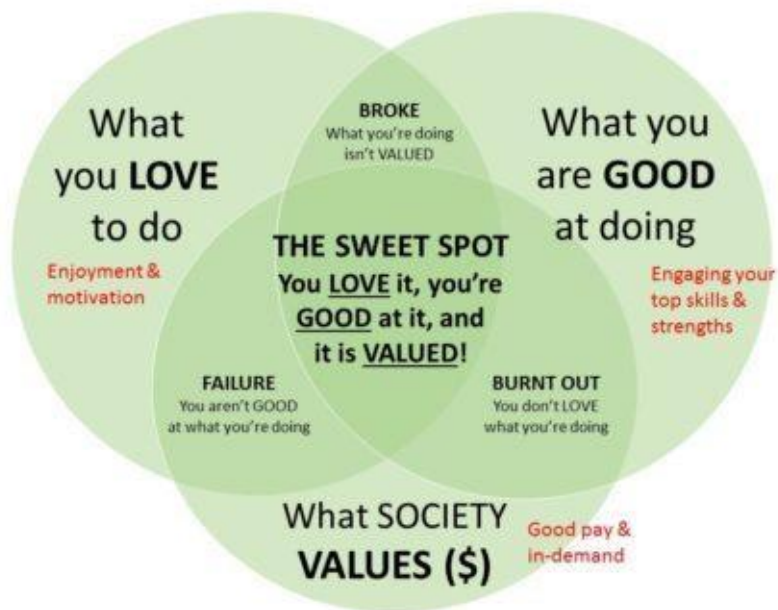 What
you LOVE
to do
Enjoyment &
motivation
BROKE
What you're doing
isn't VALUED
What you
are GOOD
at doing
Engaging your
top skills &
strengths
THE SWEET SPOT
You LOVE it, you're
GOOD at it, and
it is VALUED!
FAILURE
You aren't GOOD
at what you're doing
BURNT OUT
You don't LOVE
what you're doing
What SOCIETY
VALUES ($)
Good pay &
in-demand